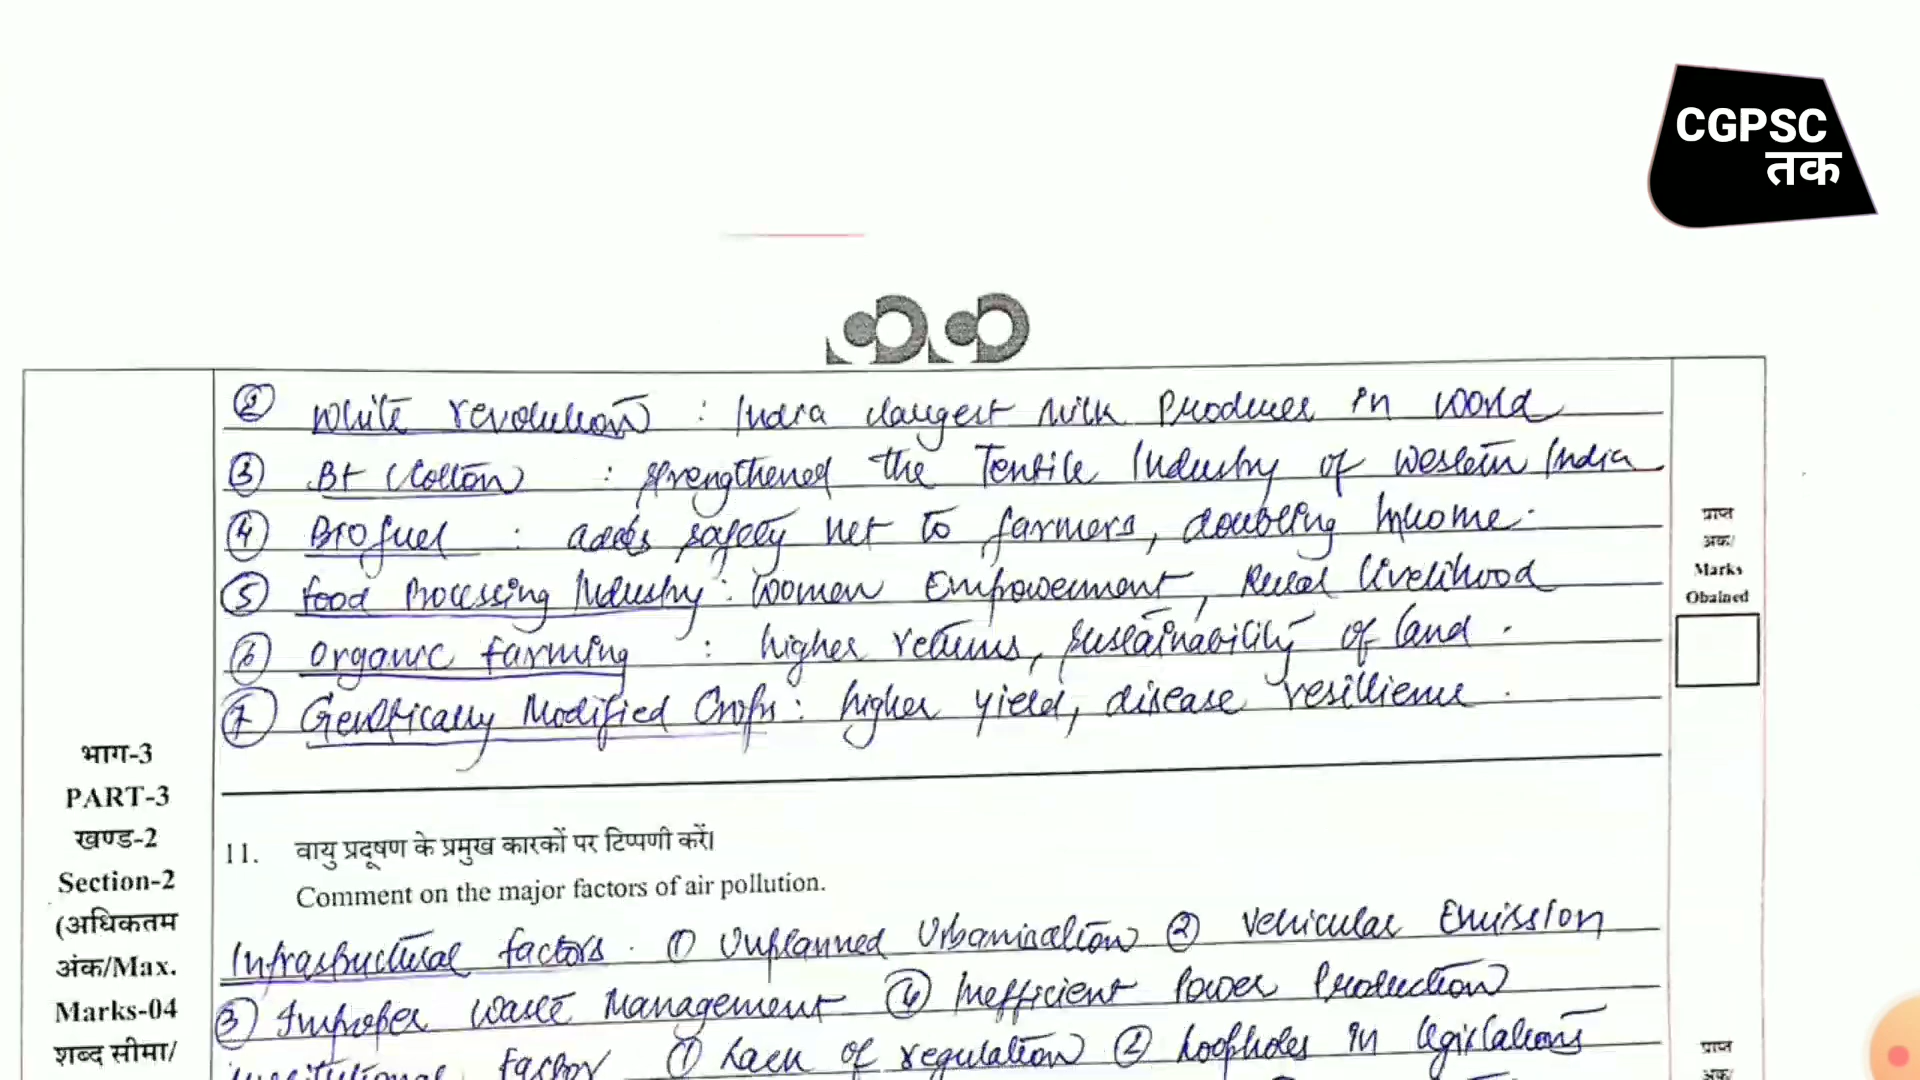 CGPSC
तक
② White revolution : India largest Milk Producer in world
③ Bt (Cotton) : strengthened the Textile Industry of Western India
④ Biofuel : adds safety net to farmers, doubling Income.
प्राप्त
अंक/
⑤ food Processing Industry : Women Empowerment, Rural livelihood
Marks
Obained
⑥ organic farming : higher returns, sustainability of land .
⑦ Genetically Modified Crops : higher yield, disease resillience .
भाग-3
PART-3
खण्ड-2
Section-2
(अधिकतम
अंक/Max.
Marks-04
शब्द सीमा/
11. वायु प्रदूषण के प्रमुख कारकों पर टिप्पणी करें।
Comment on the major factors of air pollution.
Infrastructural factors . ① Unplanned Urbanisation ② Vehicular Emission
③ Improper waste Management ④ Inefficient Power Production
Institutional factor ① Lack of regulation ② Loopholes in legislations
प्राप्त
अंक/